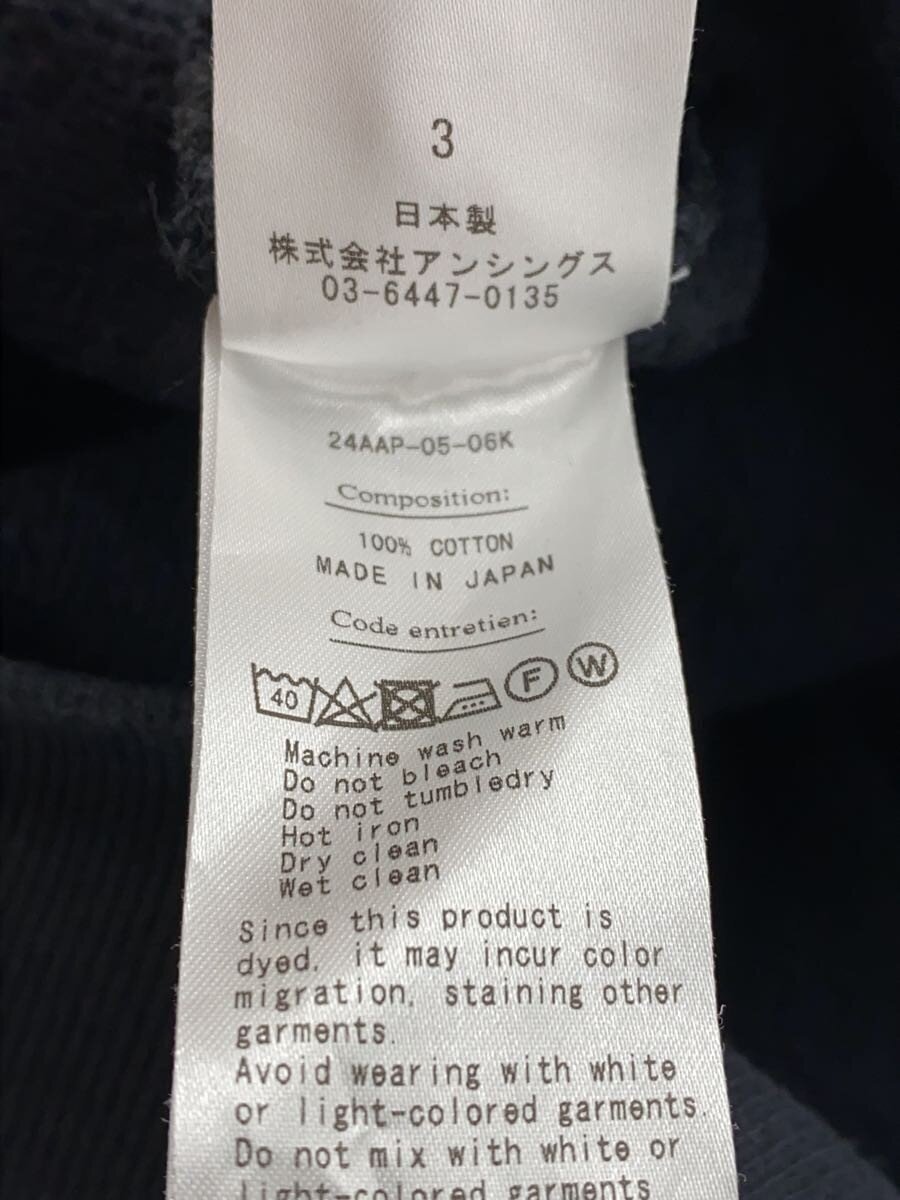 3
日本製
株式会社アンシングス
03-6447-0135
24AAP-05-06K
Composition:
100% COTTON
MADE IN JAPAN
Code entretien:
40 F W
Machine wash warm
Do not bleach
Do not tumbledry
Hot iron
Dry clean
Wet clean
Since this product is
dyed, it may incur color
migration, staining other
garments.
Avoid wearing with white
or light-colored garments.
Do not mix with white or
light-colored garments